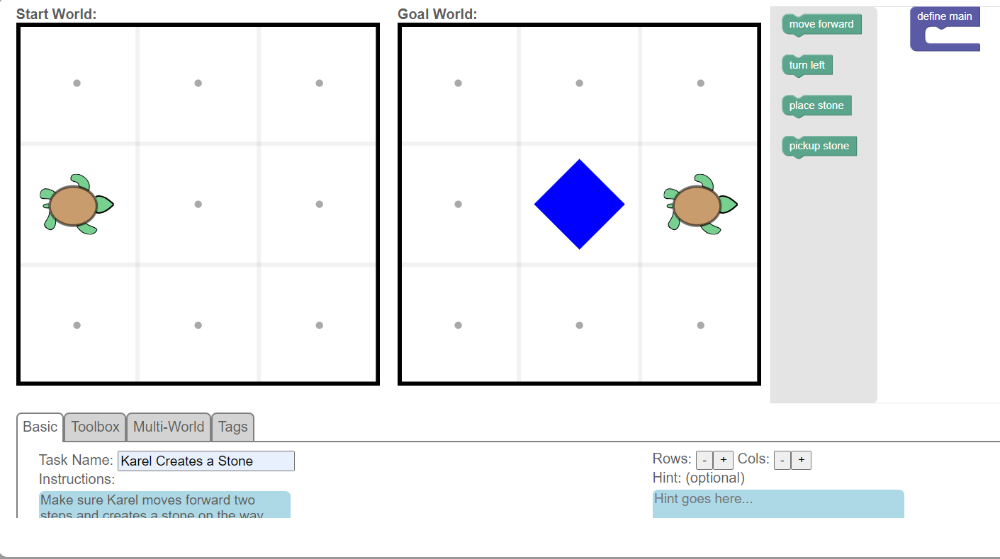 Start World:
Goal World:
move forward
turn left
place stone
pickup stone
define main
Basic
Toolbox
Multi-World
Tags
Task Name: Karel Creates a Stone
Instructions:
Make sure Karel moves forward two
steps and creates a stone on the way
Rows: - + Cols: - +
Hint: (optional)
Hint goes here...